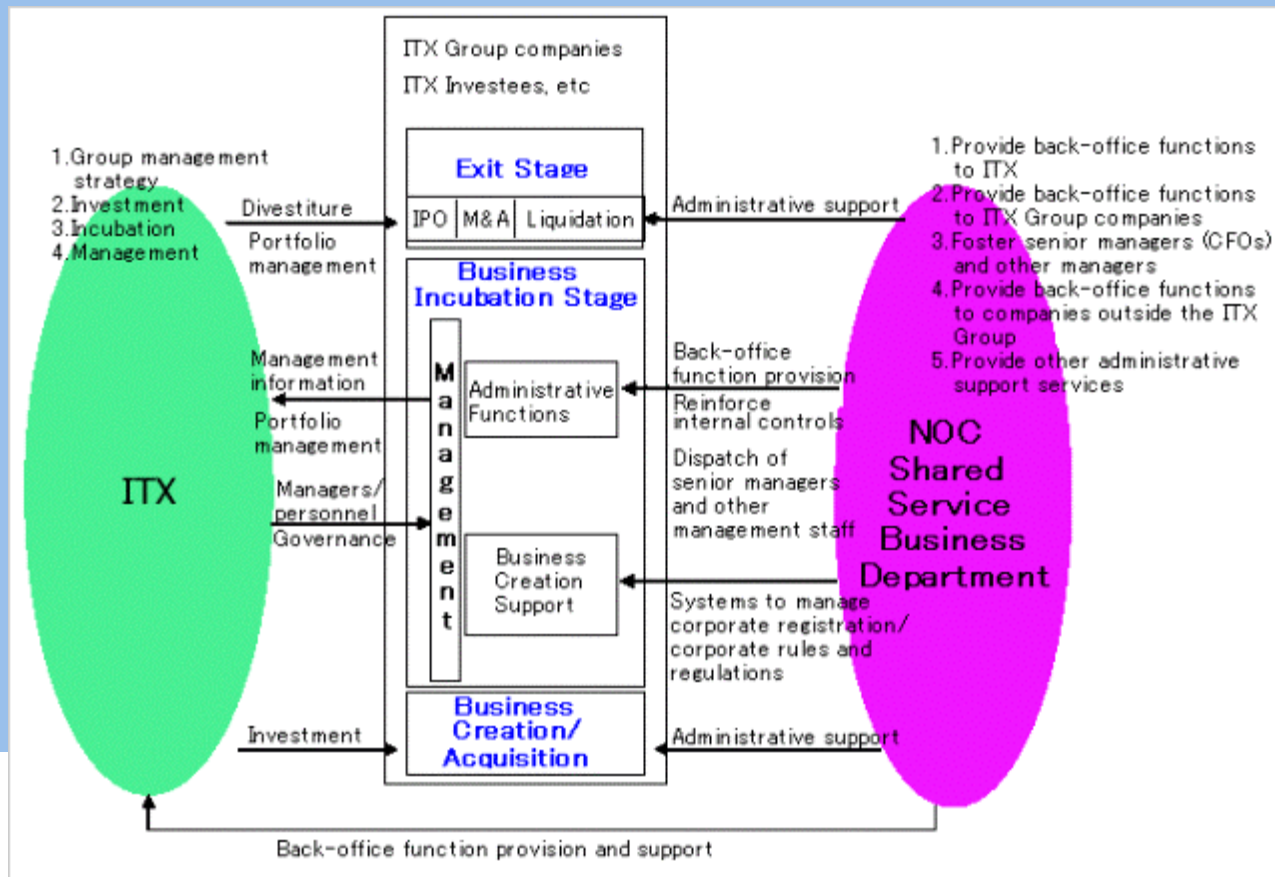 ITX Group companies
ITX Investees, etc
1.Group management
strategy
2.Investment
3.Incubation
4.Management
ITX
Divestiture
Portfolio
management
Management
information
Portfolio
management
Managers/
personnel
Governance
Investment
Exit Stage
IPO M&A Liquidation
Business
Incubation Stage
Management
Administrative
Functions
Business
Creation
Support
Business
Creation/
Acquisition
Administrative support
Back-office
function provision
Reinforce
internal controls
Dispatch of
senior managers
and other
management staff
Systems to manage
corporate registration/
corporate rules and
regulations
Administrative support
1.Provide back-office functions
to ITX
2.Provide back-office functions
to ITX Group companies
3.Foster senior managers (CFOs)
and other managers
4.Provide back-office functions
to companies outside the ITX
Group
5.Provide other administrative
support services
NOC
Shared
Service
Business
Department
Back-office function provision and support